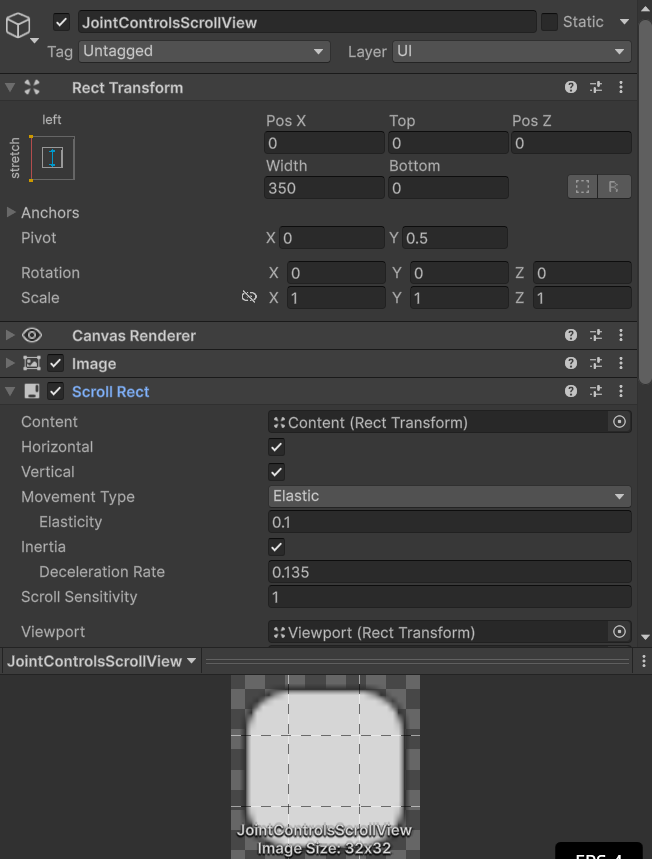 JointControlsScrollView
Static
Tag Untagged Layer UI
Rect Transform
left
stretch
Pos X Top Pos Z
0 0 0
Width Bottom
350 0
R
Anchors
Pivot X 0 Y 0.5
Rotation X 0 Y 0 Z 0
Scale X 1 Y 1 Z 1
Canvas Renderer
Image
Scroll Rect
Content Content (Rect Transform)
Horizontal
Vertical
Movement Type Elastic
Elasticity 0.1
Inertia
Deceleration Rate 0.135
Scroll Sensitivity 1
Viewport Viewport (Rect Transform)
JointControlsScrollView
JointControlsScrollView
Image Size: 32x32